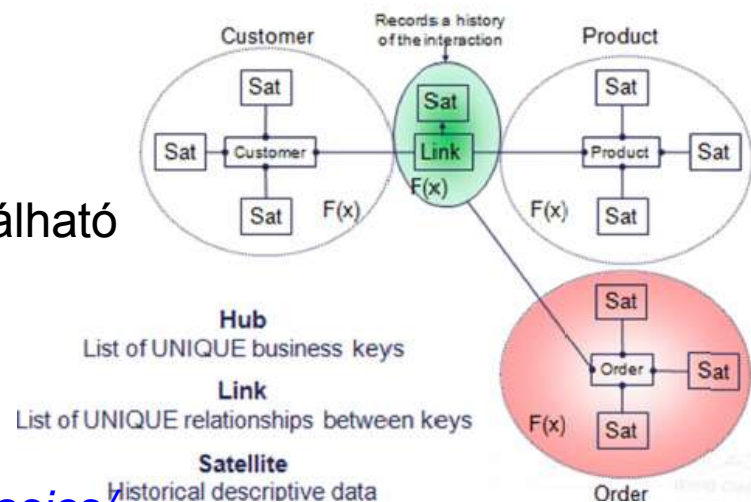 Records a history
of the interaction
Customer
Product
Sat
Sat
Sat
Sat
Customer
Link
Product
Sat
Sat
F(x)
F(x)
F(x)
Sat
álható
Hub
List of UNIQUE business keys
Link
List of UNIQUE relationships between keys
Satellite
Historical descriptive data
Sat
Order
Sat
F(x)
Sat
Order